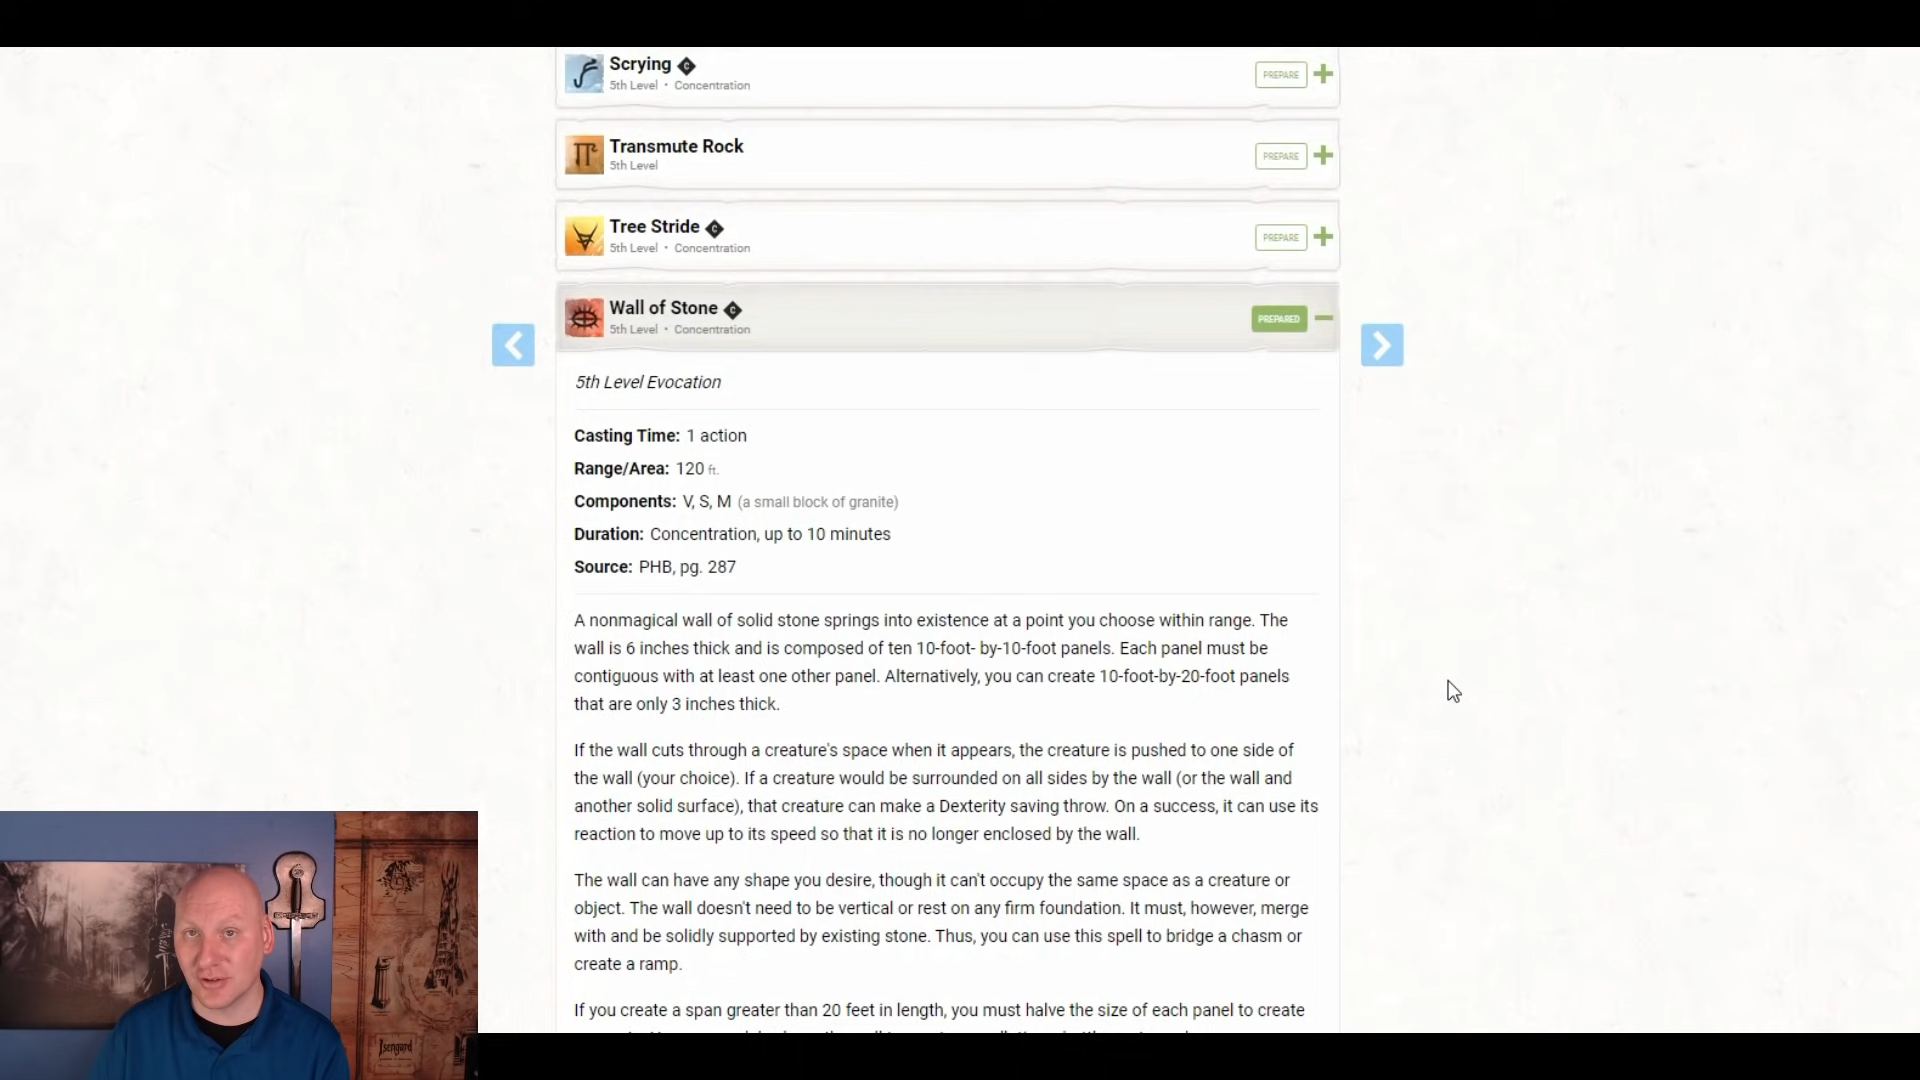 Scrying
5th Level • Concentration
PREPARE
Transmute Rock
5th Level
PREPARE
Tree Stride
5th Level • Concentration
PREPARE
Wall of Stone
5th Level • Concentration
PREPARED
5th Level Evocation
Casting Time: 1 action
Range/Area: 120 ft.
Components: V, S, M (a small block of granite)
Duration: Concentration, up to 10 minutes
Source: PHB, pg. 287
A nonmagical wall of solid stone springs into existence at a point you choose within range. The
wall is 6 inches thick and is composed of ten 10-foot- by-10-foot panels. Each panel must be
contiguous with at least one other panel. Alternatively, you can create 10-foot-by-20-foot panels
that are only 3 inches thick.
If the wall cuts through a creature's space when it appears, the creature is pushed to one side of
the wall (your choice). If a creature would be surrounded on all sides by the wall (or the wall and
another solid surface), that creature can make a Dexterity saving throw. On a success, it can use its
reaction to move up to its speed so that it is no longer enclosed by the wall.
The wall can have any shape you desire, though it can't occupy the same space as a creature or
object. The wall doesn't need to be vertical or rest on any firm foundation. It must, however, merge
with and be solidly supported by existing stone. Thus, you can use this spell to bridge a chasm or
create a ramp.
If you create a span greater than 20 feet in length, you must halve the size of each panel to create
Isengard